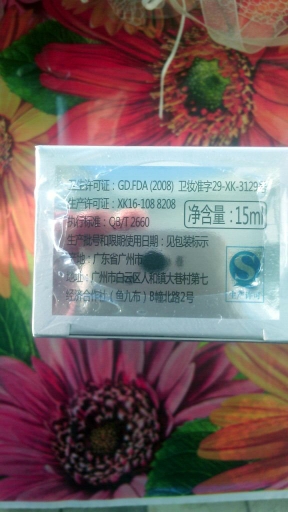 卫生许可证：GD.FDA (2008) 卫妆准字29-XK-3129号
生产许可证：XK16-108 8208
执行标准：QB/T 2660
净含量：15ml
生产批号和限期使用日期：见包装标示
地：广东省广州市
地址：广州市白云区人和镇大巷村第七
经济合作社（鱼九布）B幢北路2号